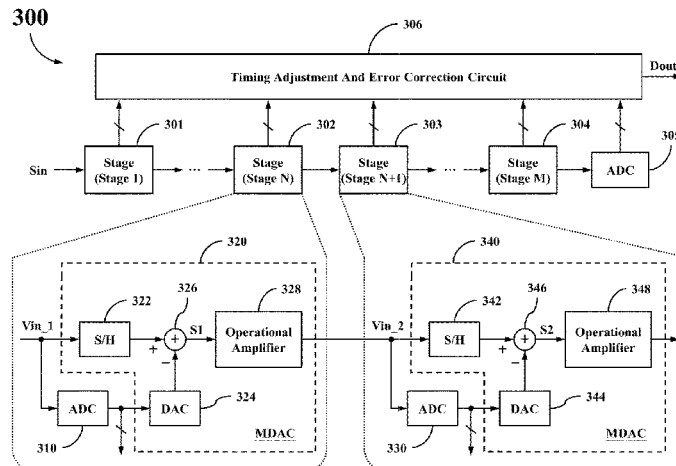 300
306
Timing Adjustment And Error Correction Circuit
Dout
301
302
303
304
305
Sin
Stage
(Stage 1)
...
Stage
(Stage N)
Stage
(Stage N+1)
...
Stage
(Stage M)
ADC
320
340
322
326
328
342
346
348
Vin_1
S/H
+
+
−
S1
Operational
Amplifier
Vin_2
S/H
+
+
−
S2
Operational
Amplifier
ADC
DAC
324
310
MDAC
ADC
DAC
344
330
MDAC